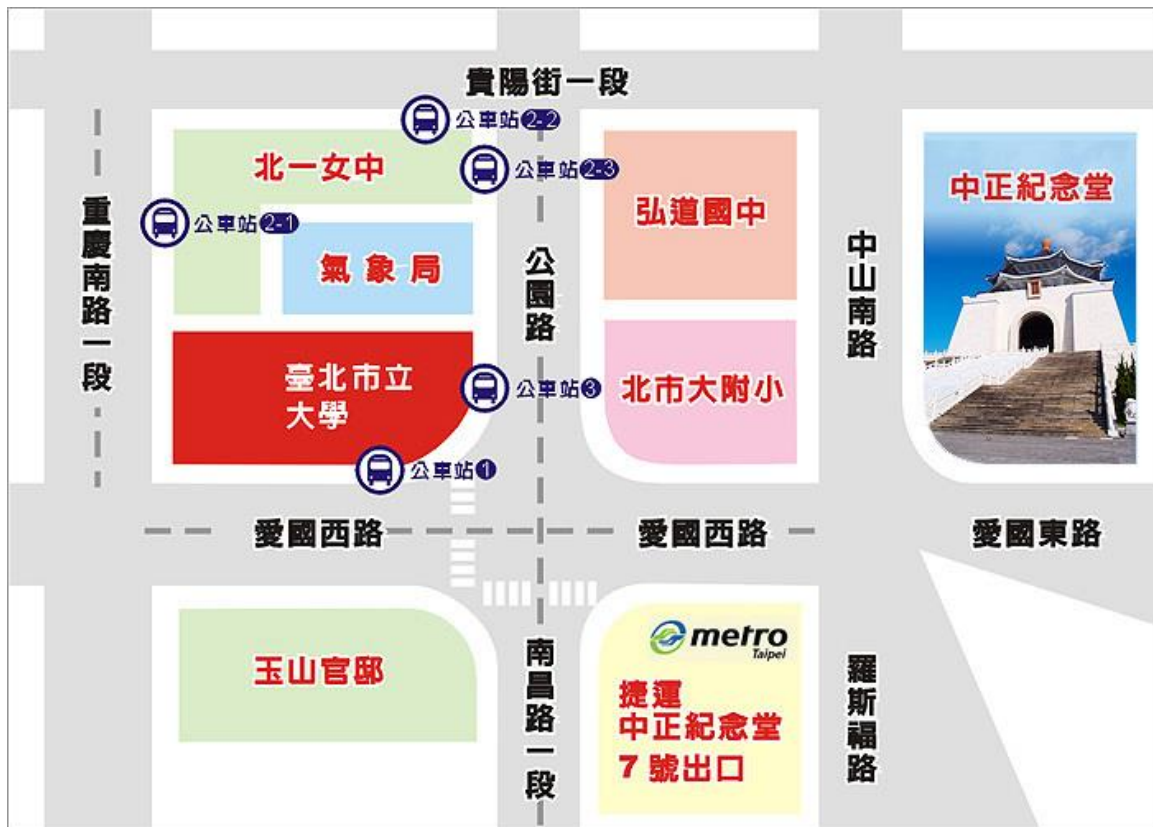 貴陽街一段
公車站2-2
北一女中
公車站2-3
弘道國中
中正紀念堂
重慶南路一段
公車站2-1
氣象局
公園路
中山南路
臺北市立
大學
公車站3
北市大附小
公車站1
愛國西路
愛國西路
愛國東路
玉山官邸
南昌路一段
metro
Taipei
捷運
中正紀念堂
7號出口
羅斯福路